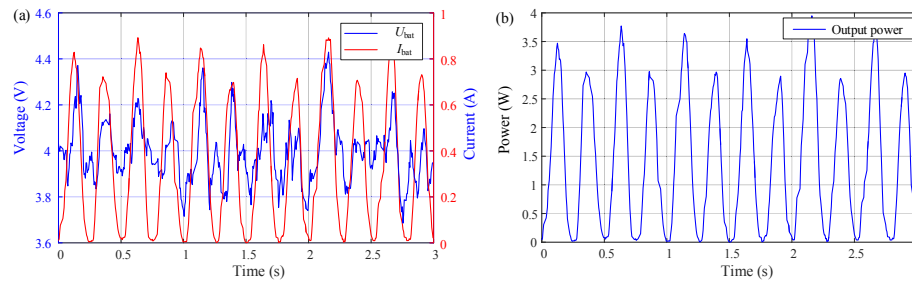 (a)
U_bat
I_bat
Voltage (V)
4.6
4.4
4.2
4
3.8
3.6
1
0.8
0.6
0.4
0.2
0
Current (A)
0 0.5 1 1.5 2 2.5 3
Time (s)
(b)
Output power
Power (W)
4
3.5
3
2.5
2
1.5
1
0.5
0
0 0.5 1 1.5 2 2.5
Time (s)